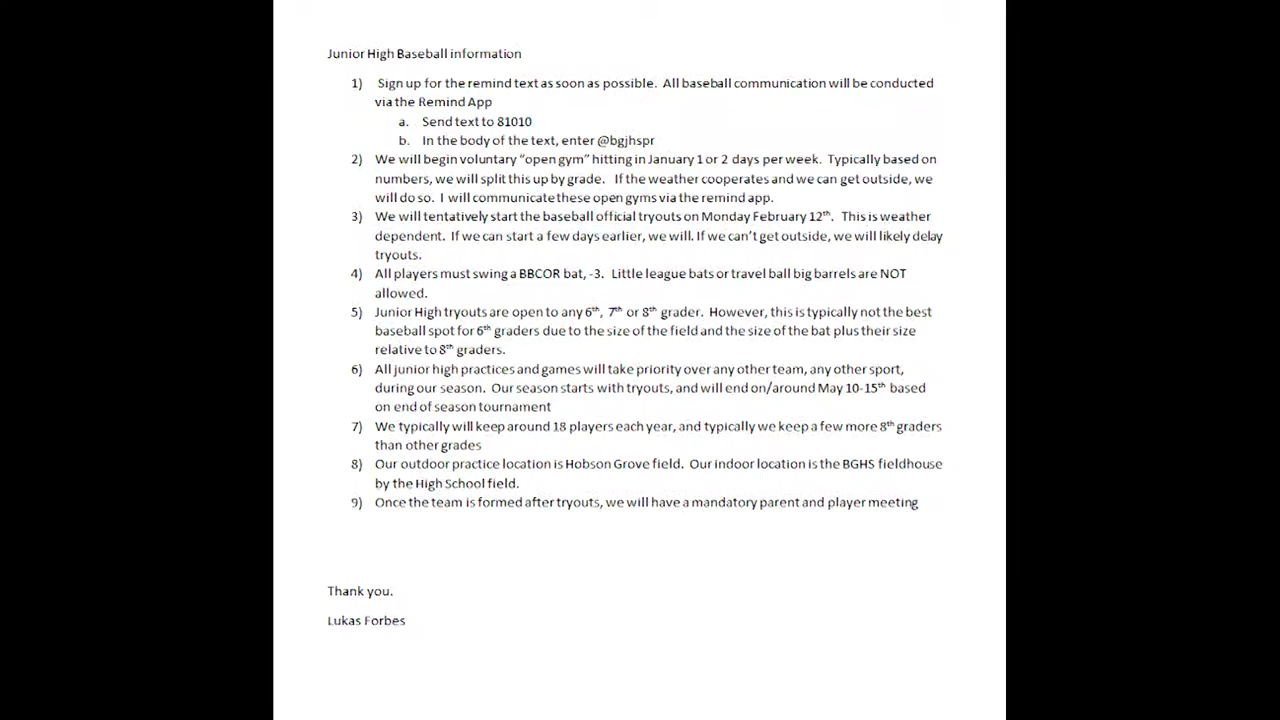 Junior High Baseball information
1) Sign up for the remind text as soon as possible. All baseball communication will be conducted
via the Remind App
a. Send text to 81010
b. In the body of the text, enter @bgjhspr
2) We will begin voluntary “open gym” hitting in January 1 or 2 days per week. Typically based on
numbers, we will split this up by grade. If the weather cooperates and we can get outside, we
will do so. I will communicate these open gyms via the remind app.
3) We will tentatively start the baseball official tryouts on Monday February 12th. This is weather
dependent. If we can start a few days earlier, we will. If we can’t get outside, we will likely delay
tryouts.
4) All players must swing a BBCOR bat, -3. Little league bats or travel ball big barrels are NOT
allowed.
5) Junior High tryouts are open to any 6th, 7th or 8th grader. However, this is typically not the best
baseball spot for 6th graders due to the size of the field and the size of the bat plus their size
relative to 8th graders.
6) All junior high practices and games will take priority over any other team, any other sport,
during our season. Our season starts with tryouts, and will end on/around May 10-15th based
on end of season tournament
7) We typically will keep around 18 players each year, and typically we keep a few more 8th graders
than other grades
8) Our outdoor practice location is Hobson Grove field. Our indoor location is the BGHS fieldhouse
by the High School field.
9) Once the team is formed after tryouts, we will have a mandatory parent and player meeting
Thank you.
Lukas Forbes